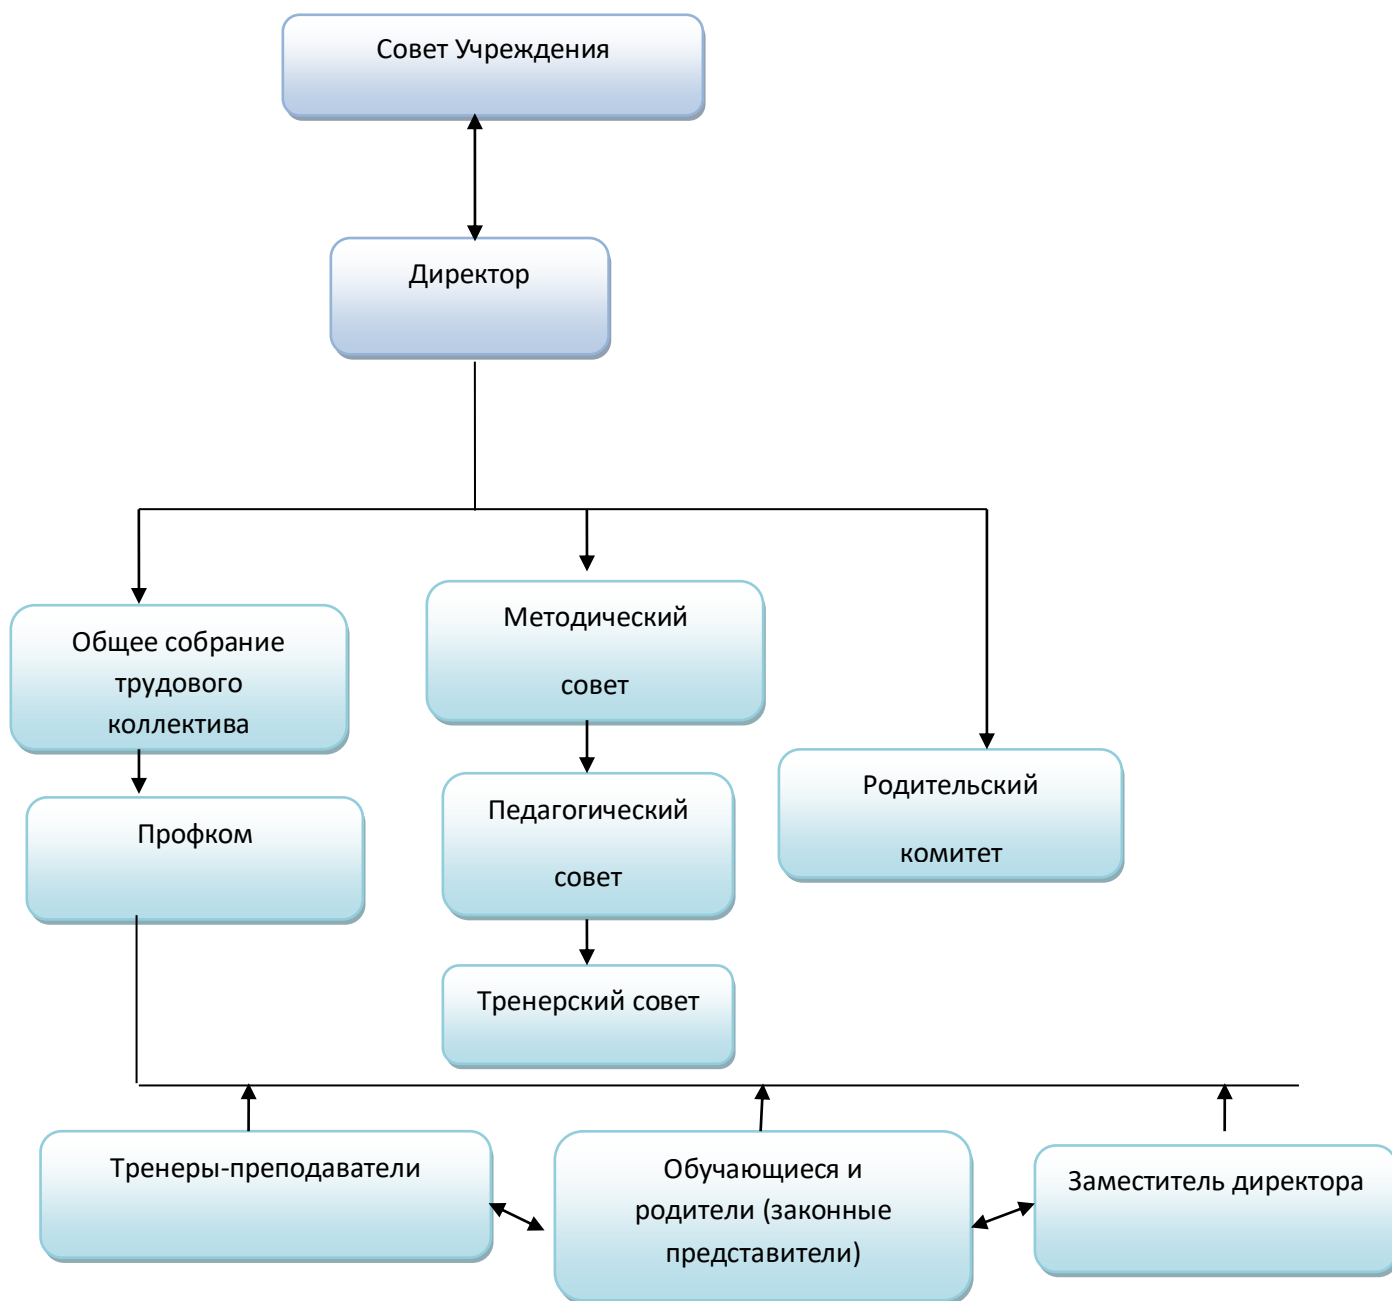 Совет Учреждения
Директор
Общее собрание
трудового
коллектива
Методический
совет
Родительский
комитет
Профком
Педагогический
совет
Тренерский совет
Тренеры-преподаватели
Обучающиеся и
родители (законные
представители)
Заместитель директора